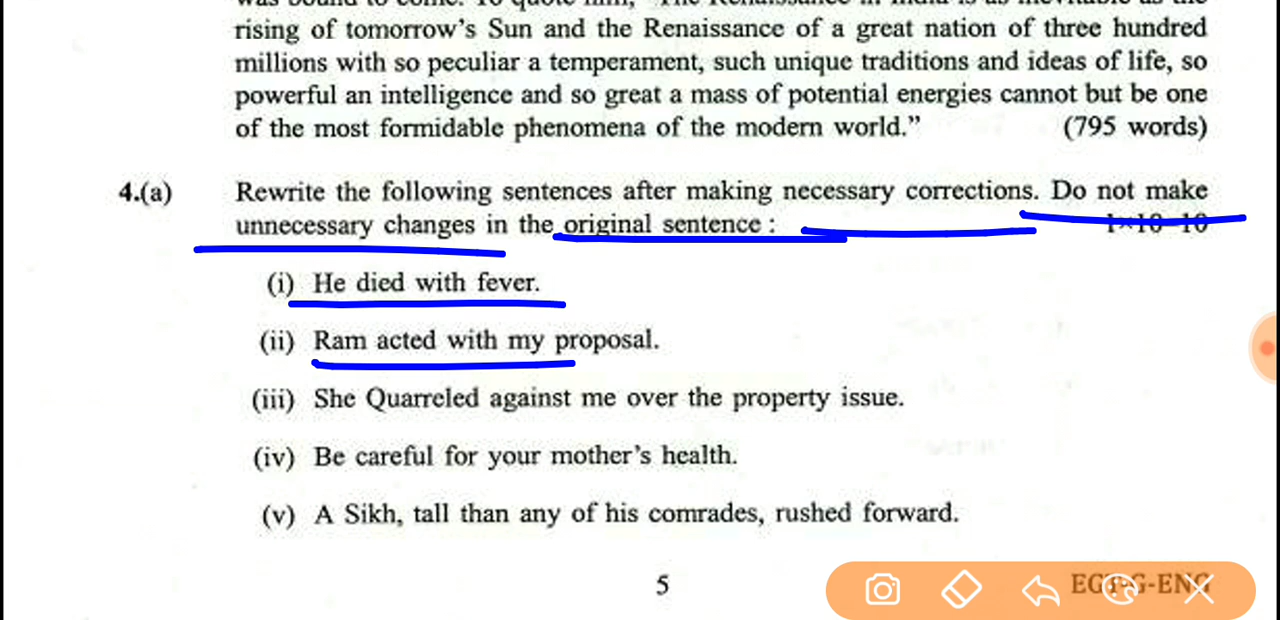 rising of tomorrow's Sun and the Renaissance of a great nation of three hundred
millions with so peculiar a temperament, such unique traditions and ideas of life, so
powerful an intelligence and so great a mass of potential energies cannot but be one
of the most formidable phenomena of the modern world." (795 words)
4.(a) Rewrite the following sentences after making necessary corrections. Do not make
unnecessary changes in the original sentence : 1×10=10
(i) He died with fever.
(ii) Ram acted with my proposal.
(iii) She Quarreled against me over the property issue.
(iv) Be careful for your mother's health.
(v) A Sikh, tall than any of his comrades, rushed forward.
5 EGT-G-ENG